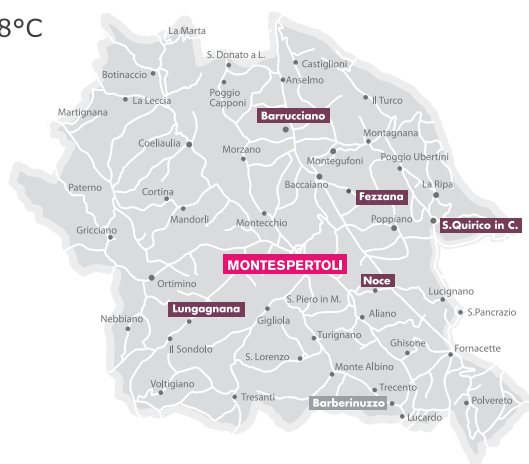 8°C
La Marta
S. Donato a L.
Castiglioni
Botinaccio
Anselmo
Poggio
Capponi
La Leccia
Il Turco
Martignana
Barrucciano
Montagnana
Coeliaulia
Morzano
Montegufoni
Poggio Ubertini
Baccaiano
La Ripa
Paterno
Cortina
Fezzana
Mandorli
Montecchio
Poppiano
S.Quirico in C.
Gricciano
MONTESPERTOLI
Noce
Ortimino
Lucignano
S. Piero in M.
Lungagnana
S.Pancrazio
Nebbiano
Gigliola
Aliano
Turignano
Il Sondolo
Ghisone
Fornacette
S. Lorenzo
Monte Albino
Voltigiano
Trecento
Tresanti
Barberinuzzo
Polvereto
Lucardo